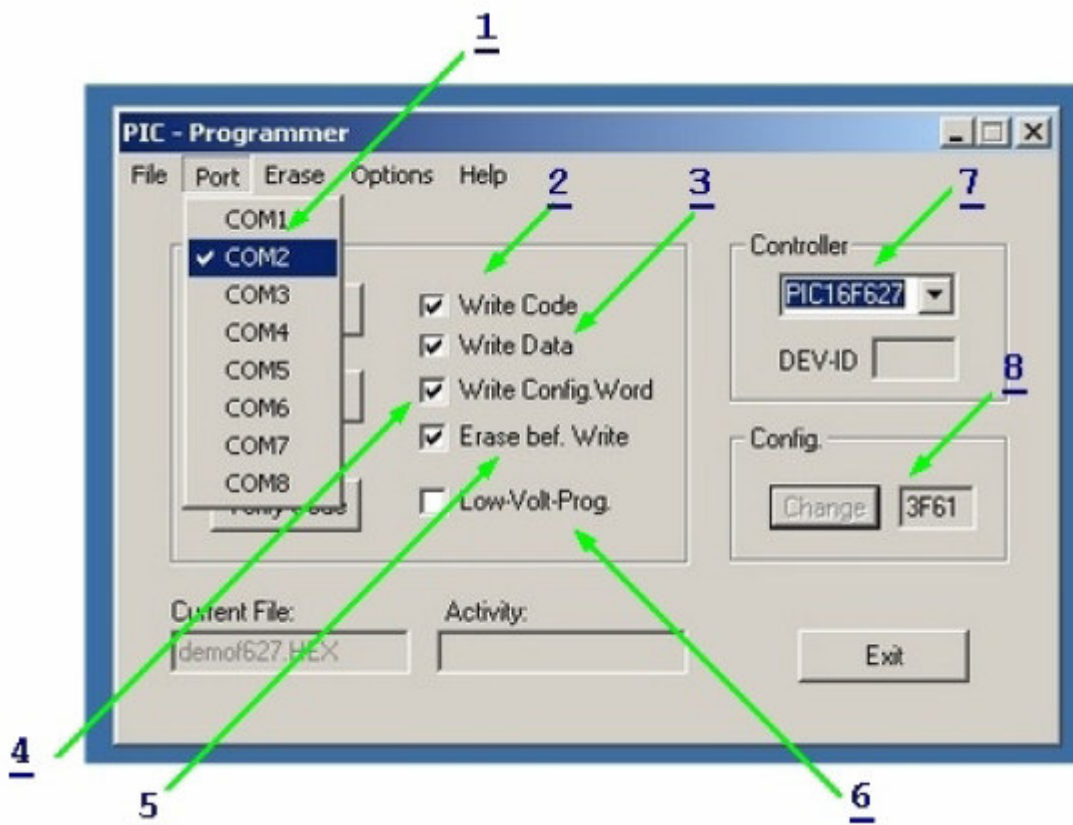 1
PIC - Programmer
File Port Erase Options Help
2
3
7
COM1
COM2
COM3
COM4
COM5
COM6
COM7
COM8
Code
Write Code
Write Data
Write Config.Word
Erase bef. Write
Low-Volt-Prog.
Controller
PIC16F627
DEV-ID
8
Config.
Change
3F61
Current File:
demof627.HEX
Activity:
Exit
4
5
6